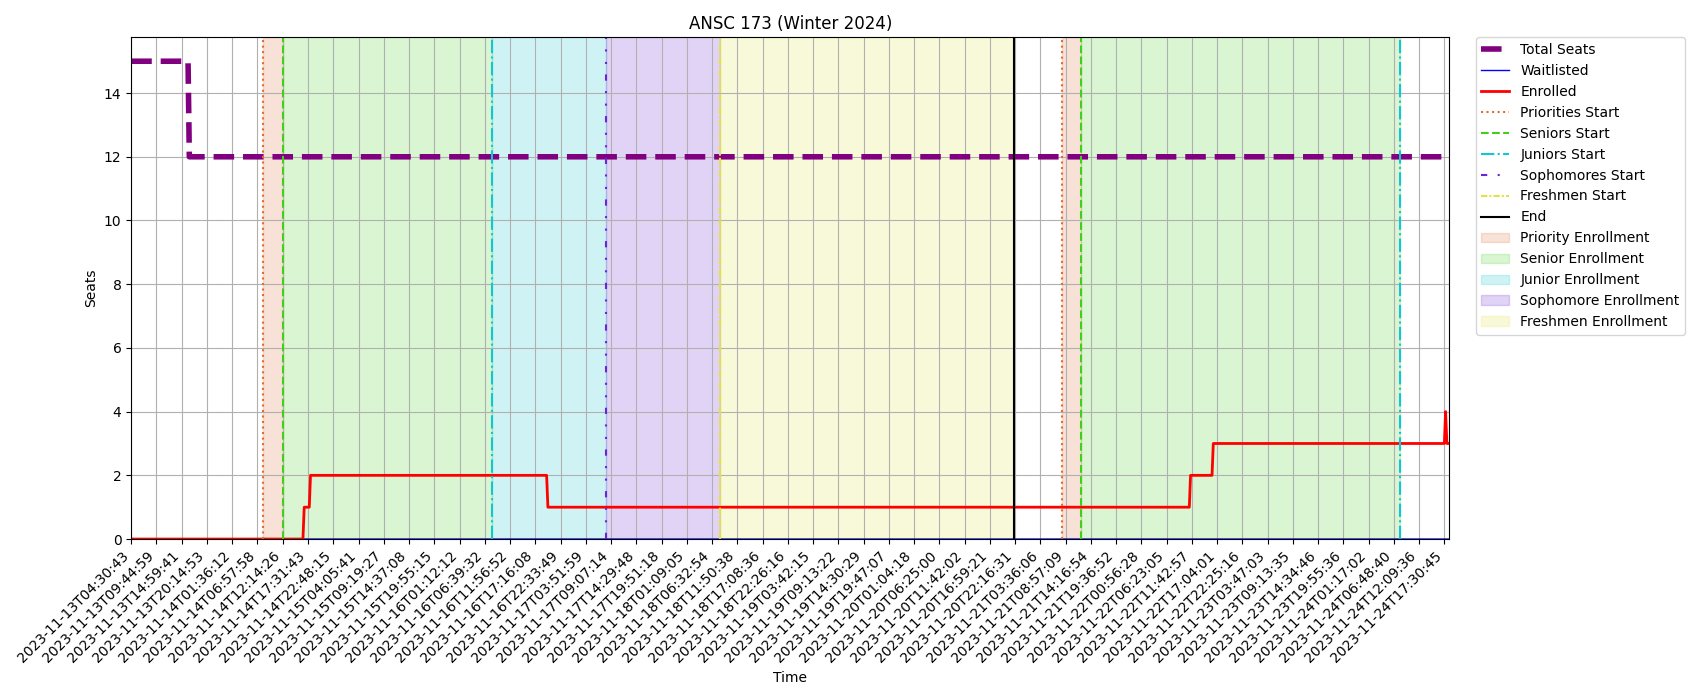 ANSC 173 (Winter 2024)
Seats
14
12
10
8
6
4
2
0
2023-11-13T04:30:43
2023-11-13T09:44:59
2023-11-13T14:59:41
2023-11-13T20:14:53
2023-11-14T01:36:12
2023-11-14T06:57:58
2023-11-14T12:14:26
2023-11-14T17:31:43
2023-11-14T22:48:15
2023-11-15T04:05:41
2023-11-15T09:19:27
2023-11-15T14:37:08
2023-11-15T19:55:15
2023-11-16T01:12:12
2023-11-16T06:39:32
2023-11-16T11:56:52
2023-11-16T17:16:08
2023-11-16T22:33:49
2023-11-17T03:51:59
2023-11-17T09:07:14
2023-11-17T14:29:48
2023-11-17T19:51:18
2023-11-18T01:09:05
2023-11-18T06:32:54
2023-11-18T11:50:38
2023-11-18T17:08:36
2023-11-18T22:26:16
2023-11-19T03:42:15
2023-11-19T09:13:22
2023-11-19T14:30:29
2023-11-19T19:47:07
2023-11-20T01:04:18
2023-11-20T06:25:00
2023-11-20T11:42:02
2023-11-20T16:59:21
2023-11-20T22:16:31
2023-11-21T03:36:06
2023-11-21T08:57:09
2023-11-21T14:16:54
2023-11-21T19:36:52
2023-11-22T00:56:28
2023-11-22T06:23:05
2023-11-22T11:42:57
2023-11-22T17:04:01
2023-11-22T22:25:16
2023-11-23T03:47:03
2023-11-23T09:13:35
2023-11-23T14:34:46
2023-11-23T19:55:36
2023-11-24T01:17:02
2023-11-24T06:48:40
2023-11-24T12:09:36
2023-11-24T17:30:45
Time
Total Seats
Waitlisted
Enrolled
Priorities Start
Seniors Start
Juniors Start
Sophomores Start
Freshmen Start
End
Priority Enrollment
Senior Enrollment
Junior Enrollment
Sophomore Enrollment
Freshmen Enrollment